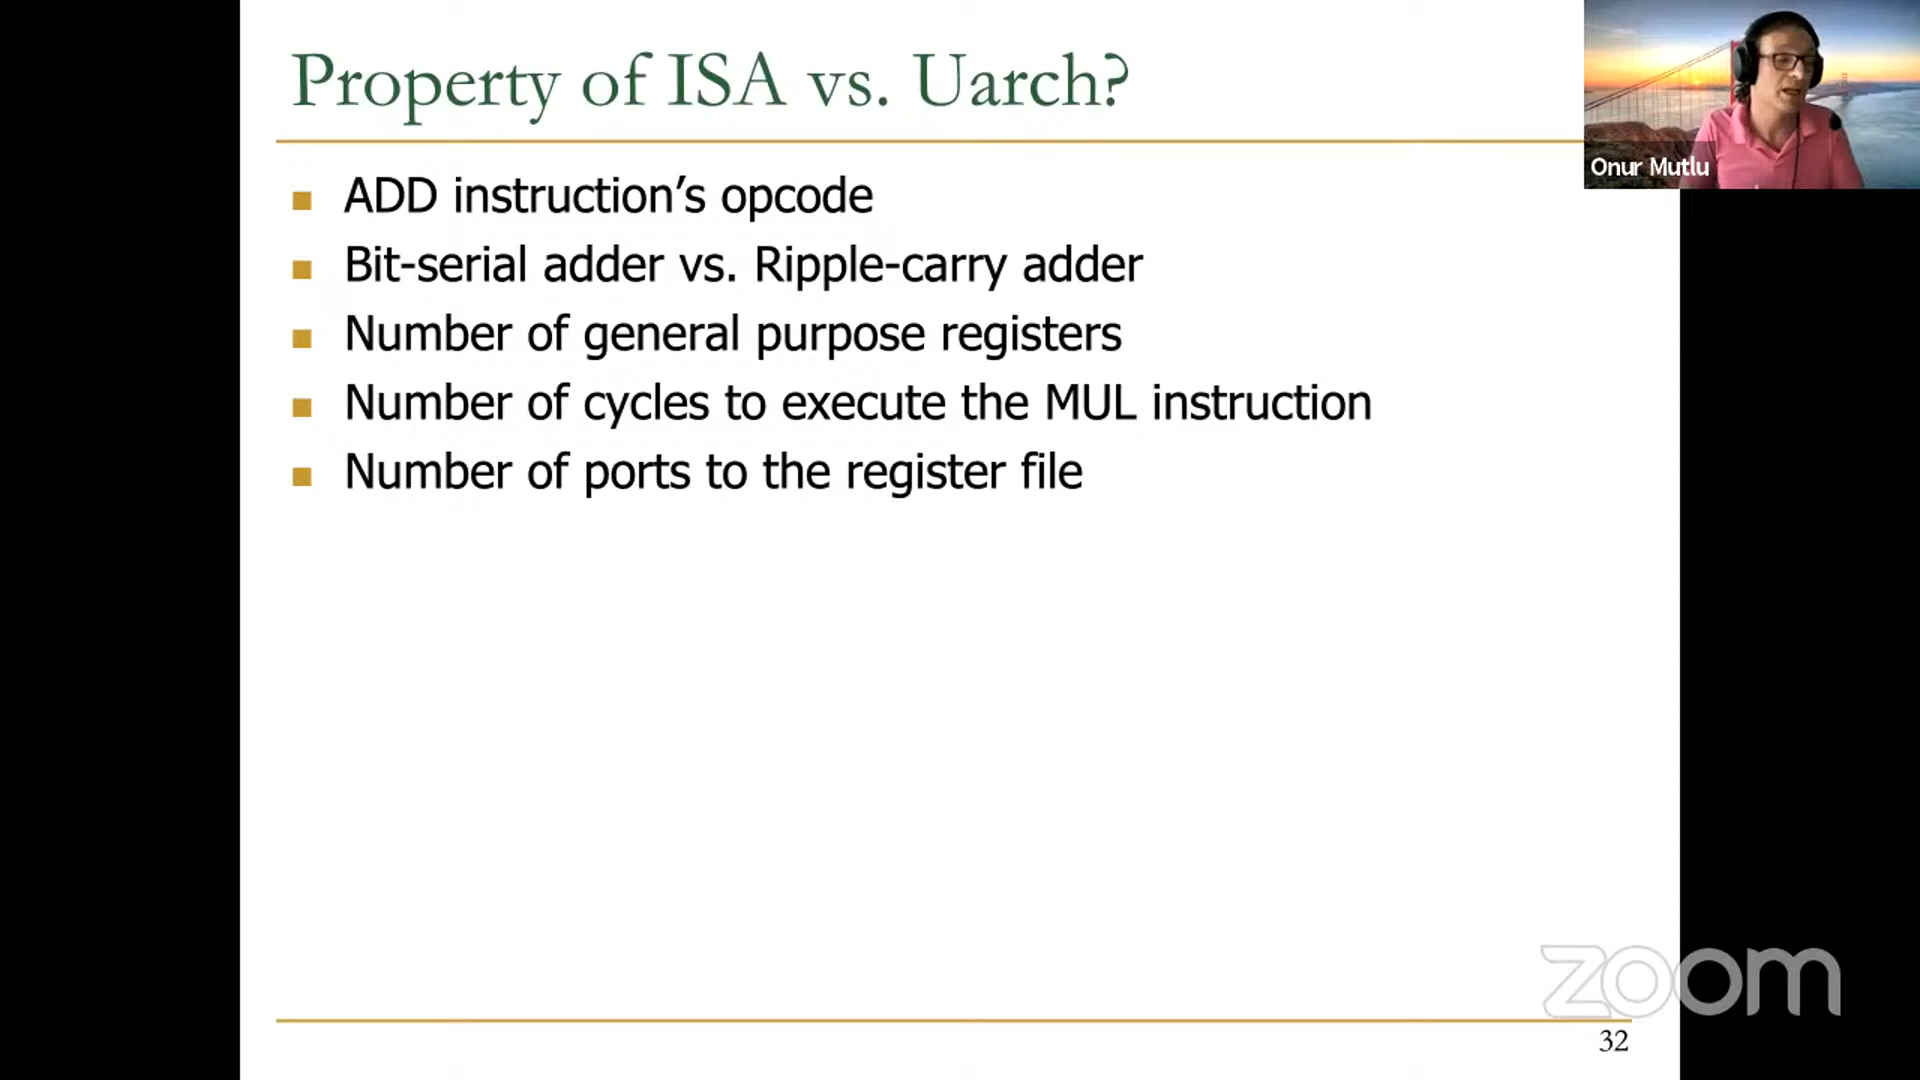 Property of ISA vs. Uarch?
Onur Mutlu
ADD instruction’s opcode
Bit-serial adder vs. Ripple-carry adder
Number of general purpose registers
Number of cycles to execute the MUL instruction
Number of ports to the register file
zoom
32